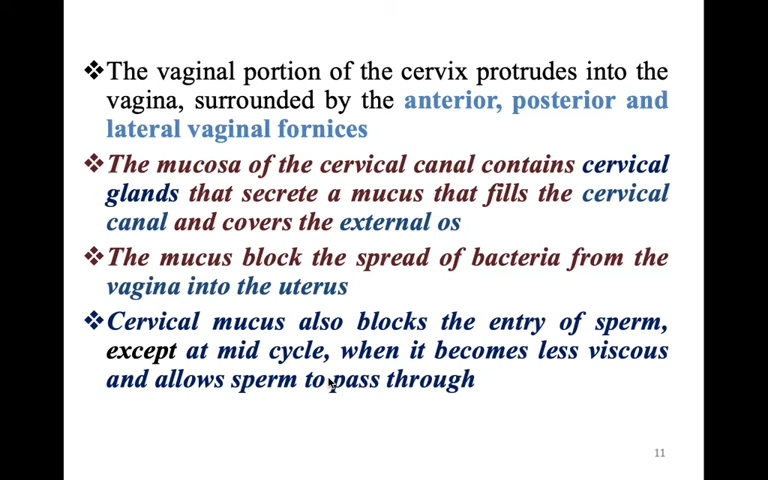 ❖The vaginal portion of the cervix protrudes into the
vagina, surrounded by the anterior, posterior and
lateral vaginal fornices
❖The mucosa of the cervical canal contains cervical
glands that secrete a mucus that fills the cervical
canal and covers the external os
❖The mucus block the spread of bacteria from the
vagina into the uterus
❖Cervical mucus also blocks the entry of sperm,
except at mid cycle, when it becomes less viscous
and allows sperm to pass through
11